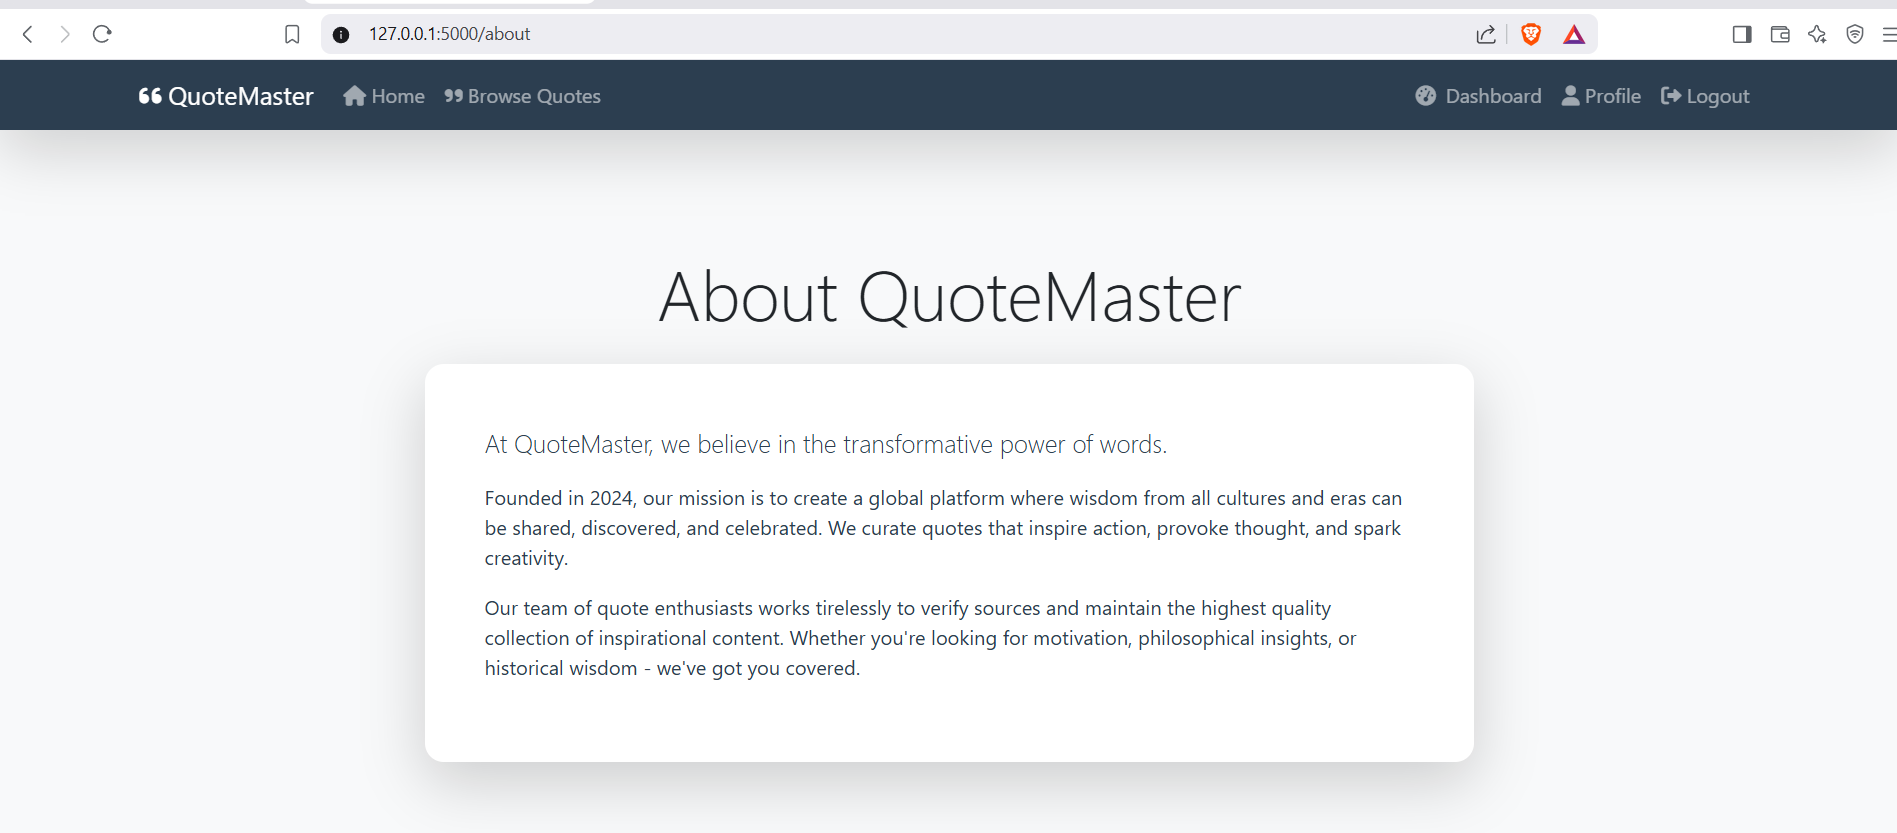 127.0.0.1:5000/about
QuoteMaster Home Browse Quotes Dashboard Profile Logout
About QuoteMaster
At QuoteMaster, we believe in the transformative power of words.
Founded in 2024, our mission is to create a global platform where wisdom from all cultures and eras can
be shared, discovered, and celebrated. We curate quotes that inspire action, provoke thought, and spark
creativity.
Our team of quote enthusiasts works tirelessly to verify sources and maintain the highest quality
collection of inspirational content. Whether you're looking for motivation, philosophical insights, or
historical wisdom - we've got you covered.